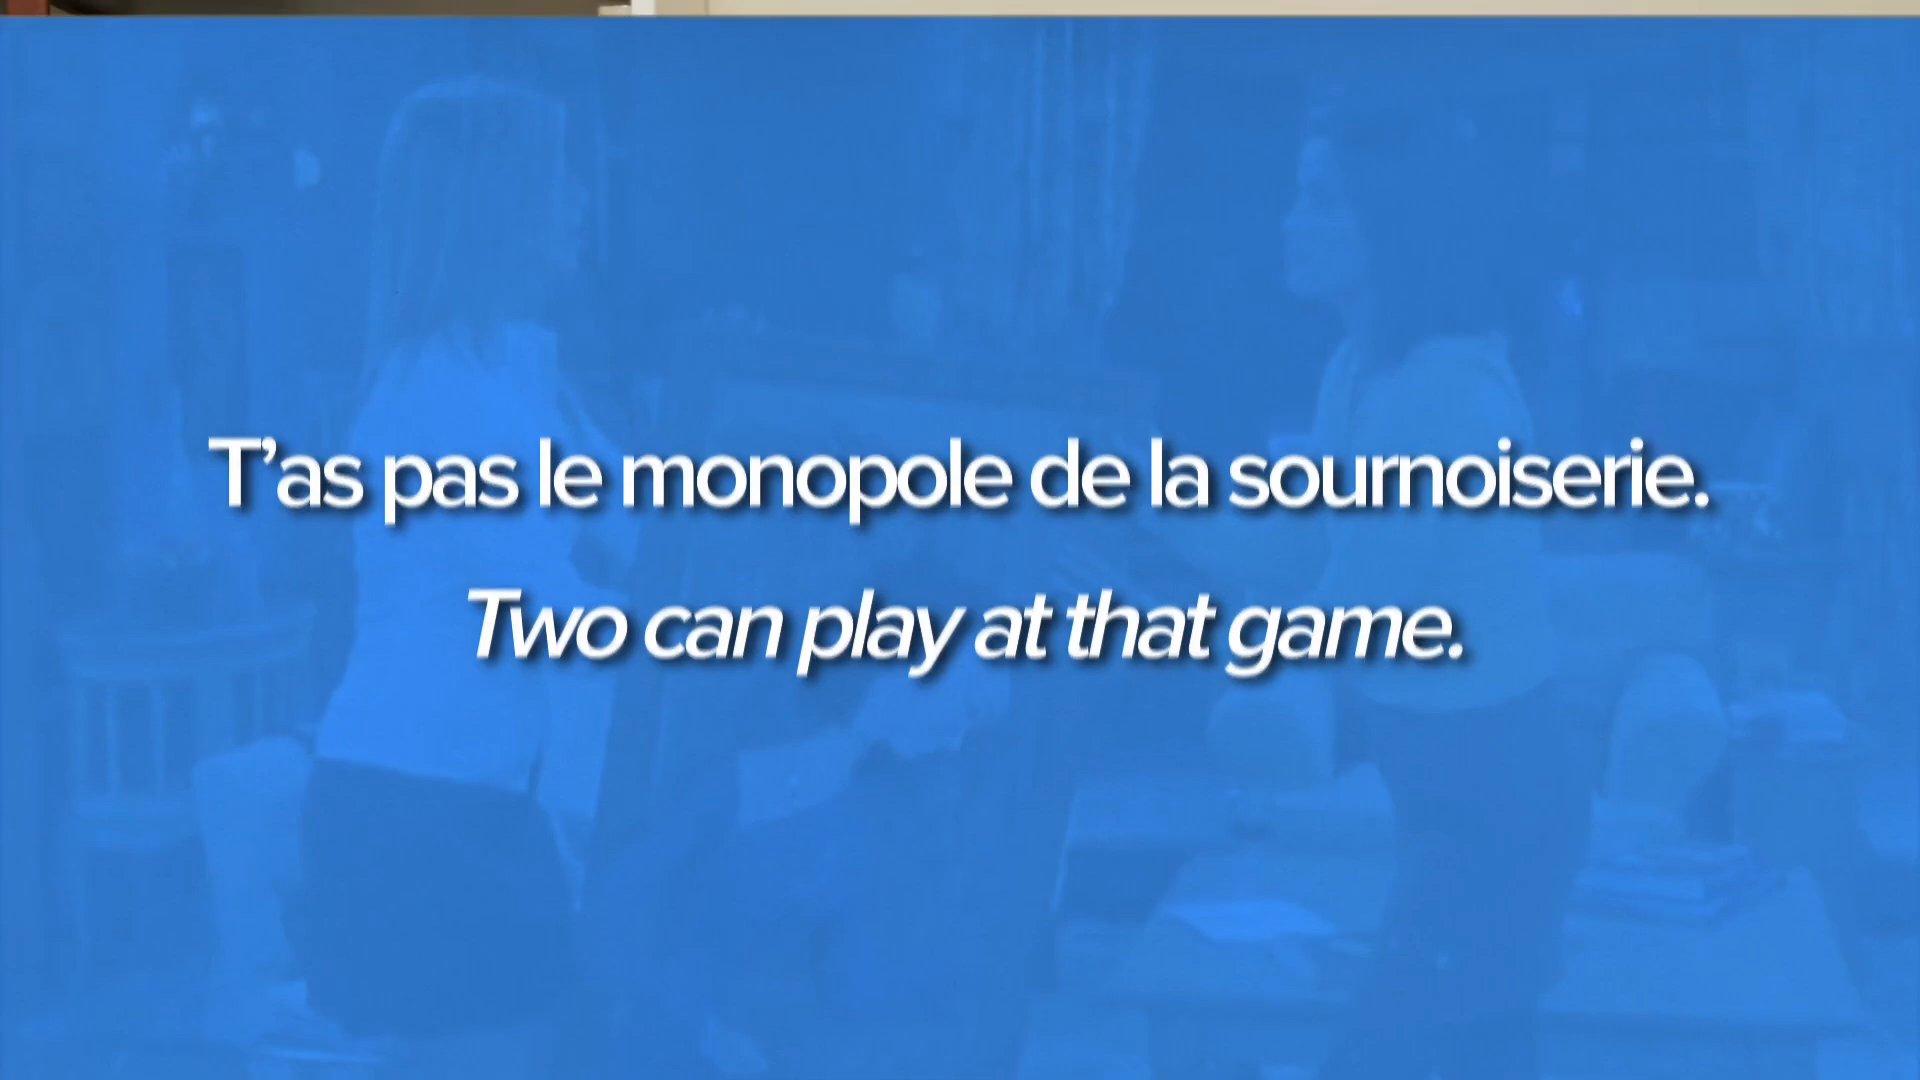 T’as pas le monopole de la sournoiserie.
Two can play at that game.